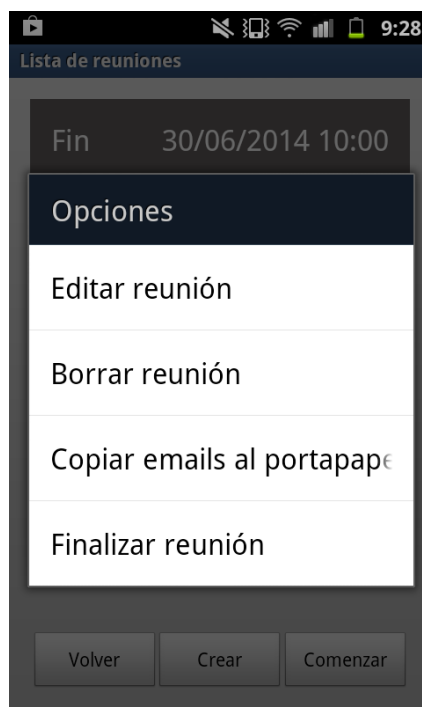 9:28
Lista de reuniones
Fin 30/06/2014 10:00
Opciones
Editar reunión
Borrar reunión
Copiar emails al portapape
Finalizar reunión
Volver Crear Comenzar